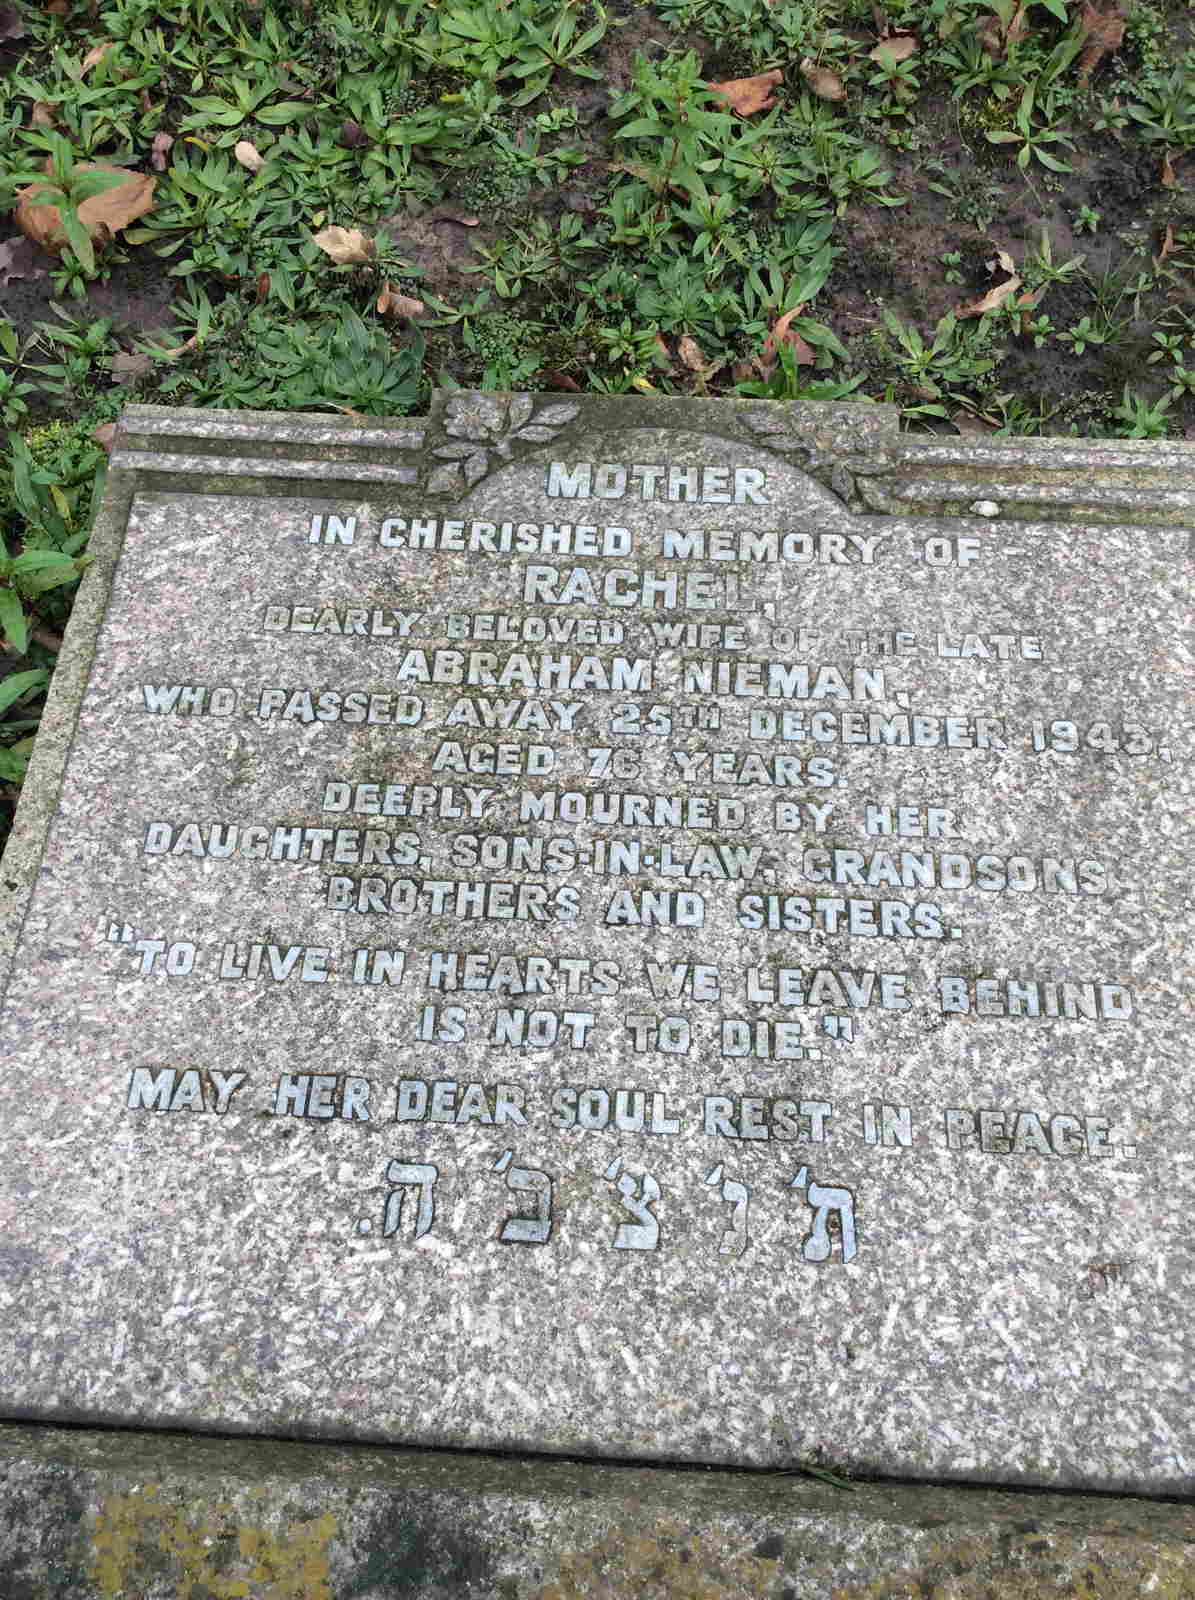 MOTHER
IN CHERISHED MEMORY OF
RACHEL,
DEARLY BELOVED WIFE OF THE LATE
ABRAHAM NIEMAN,
WHO PASSED AWAY 25TH DECEMBER 1943,
AGED 76 YEARS.
DEEPLY MOURNED BY HER
DAUGHTERS, SONS-IN-LAW, GRANDSONS
BROTHERS AND SISTERS.
"TO LIVE IN HEARTS WE LEAVE BEHIND
IS NOT TO DIE."
MAY HER DEAR SOUL REST IN PEACE.
ת' נ' צ' ב' ה.